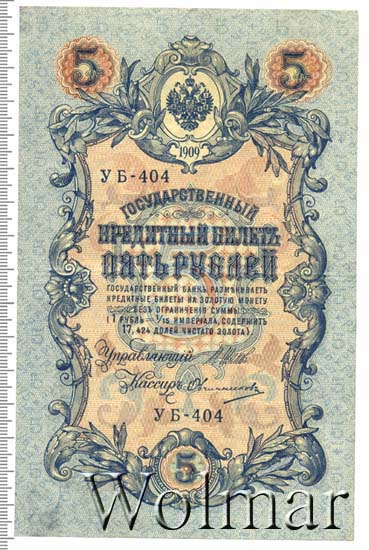 5 5
1909
УБ-404
ГОСУДАРСТВЕННЫЙ
КРЕДИТНЫЙ БИЛЕТЪ
ПЯТЬ РУБЛЕЙ
ГОСУДАРСТВЕННЫЙ БАНКЪ РАЗМѢНИВАЕТЪ
КРЕДИТНЫЕ БИЛЕТЫ НА ЗОЛОТУЮ МОНЕТУ
БЕЗЪ ОГРАНИЧЕНІЯ СУММЫ
(1 РУБЛЬ = 1/15 ИМПЕРІАЛА, СОДЕРЖИТЪ
17,424 ДОЛЕЙ ЧИСТАГО ЗОЛОТА)
Управляющій
Кассиръ Овчинниковъ
УБ-404
5
Wolmar